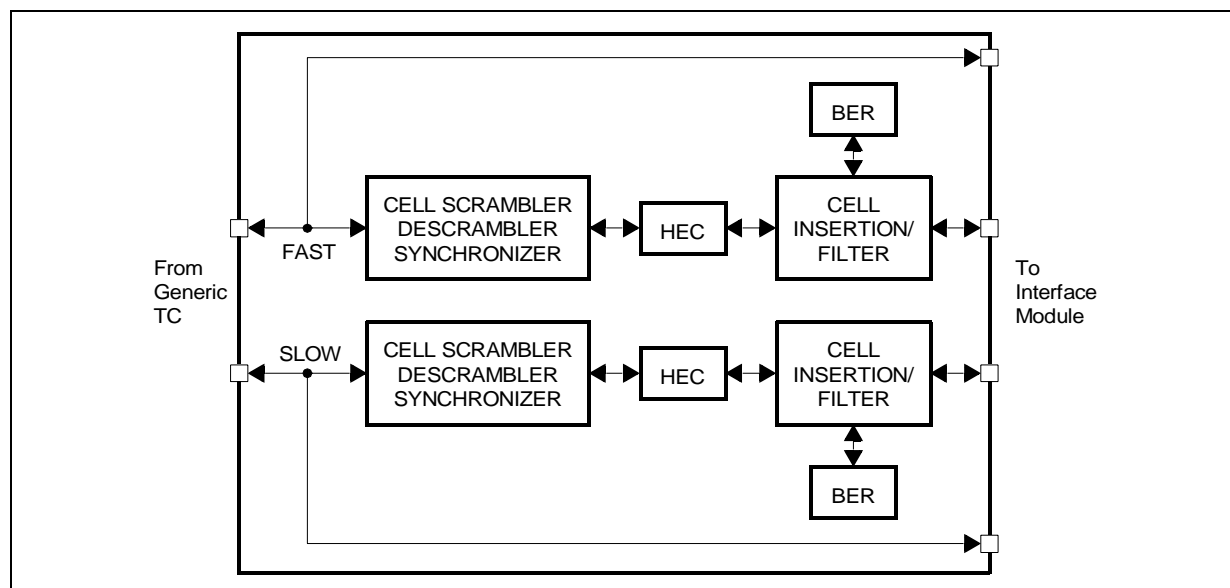 BER
CELL SCRAMBLER
DESCRAMBLER
SYNCHRONIZER
HEC
CELL
INSERTION/
FILTER
FAST
From
Generic
TC
To
Interface
Module
SLOW
CELL SCRAMBLER
DESCRAMBLER
SYNCHRONIZER
HEC
CELL
INSERTION/
FILTER
BER